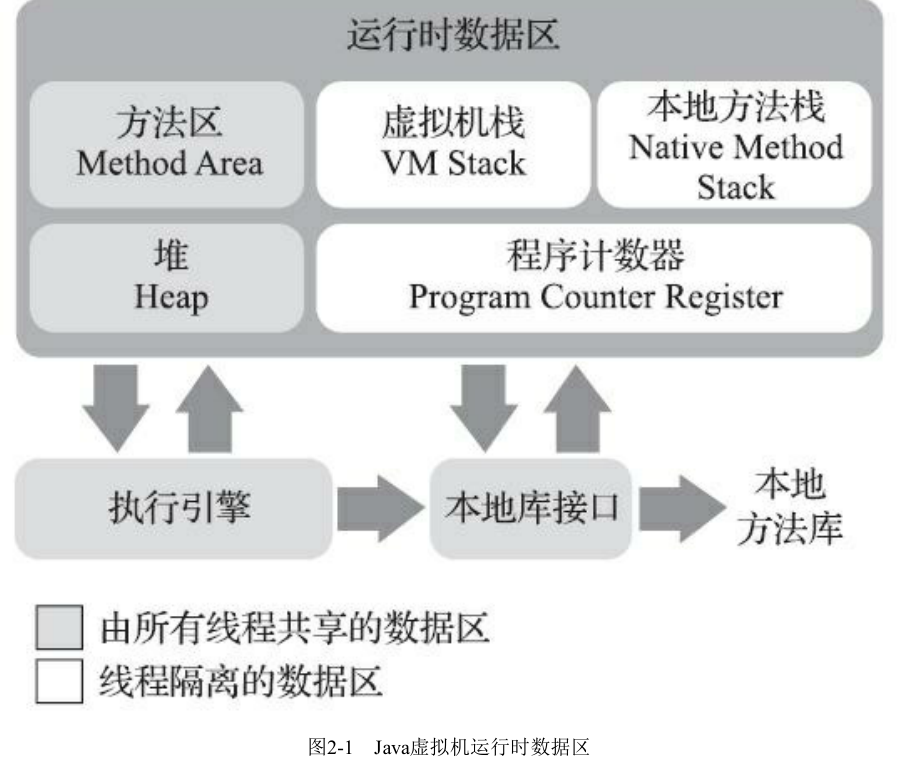 运行时数据区
方法区
Method Area
虚拟机栈
VM Stack
本地方法栈
Native Method
Stack
堆
Heap
程序计数器
Program Counter Register
执行引擎
本地库接口
本地
方法库
由所有线程共享的数据区
线程隔离的数据区
图2-1 Java虚拟机运行时数据区